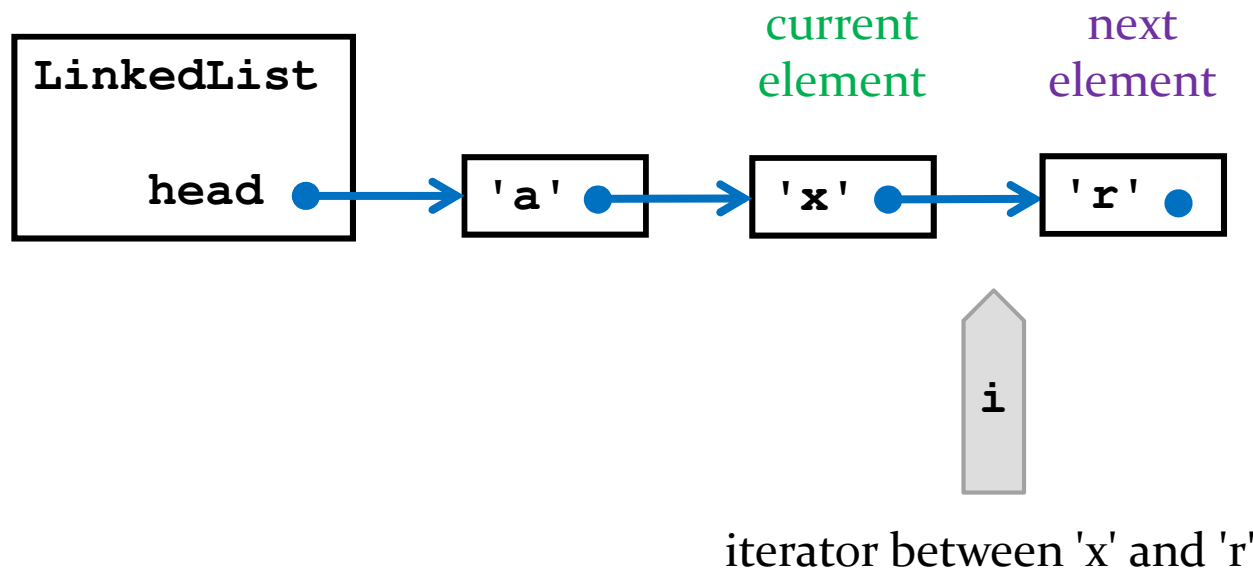 LinkedList
head
'a'
current
element
'x'
next
element
'r'
i
iterator between 'x' and 'r'